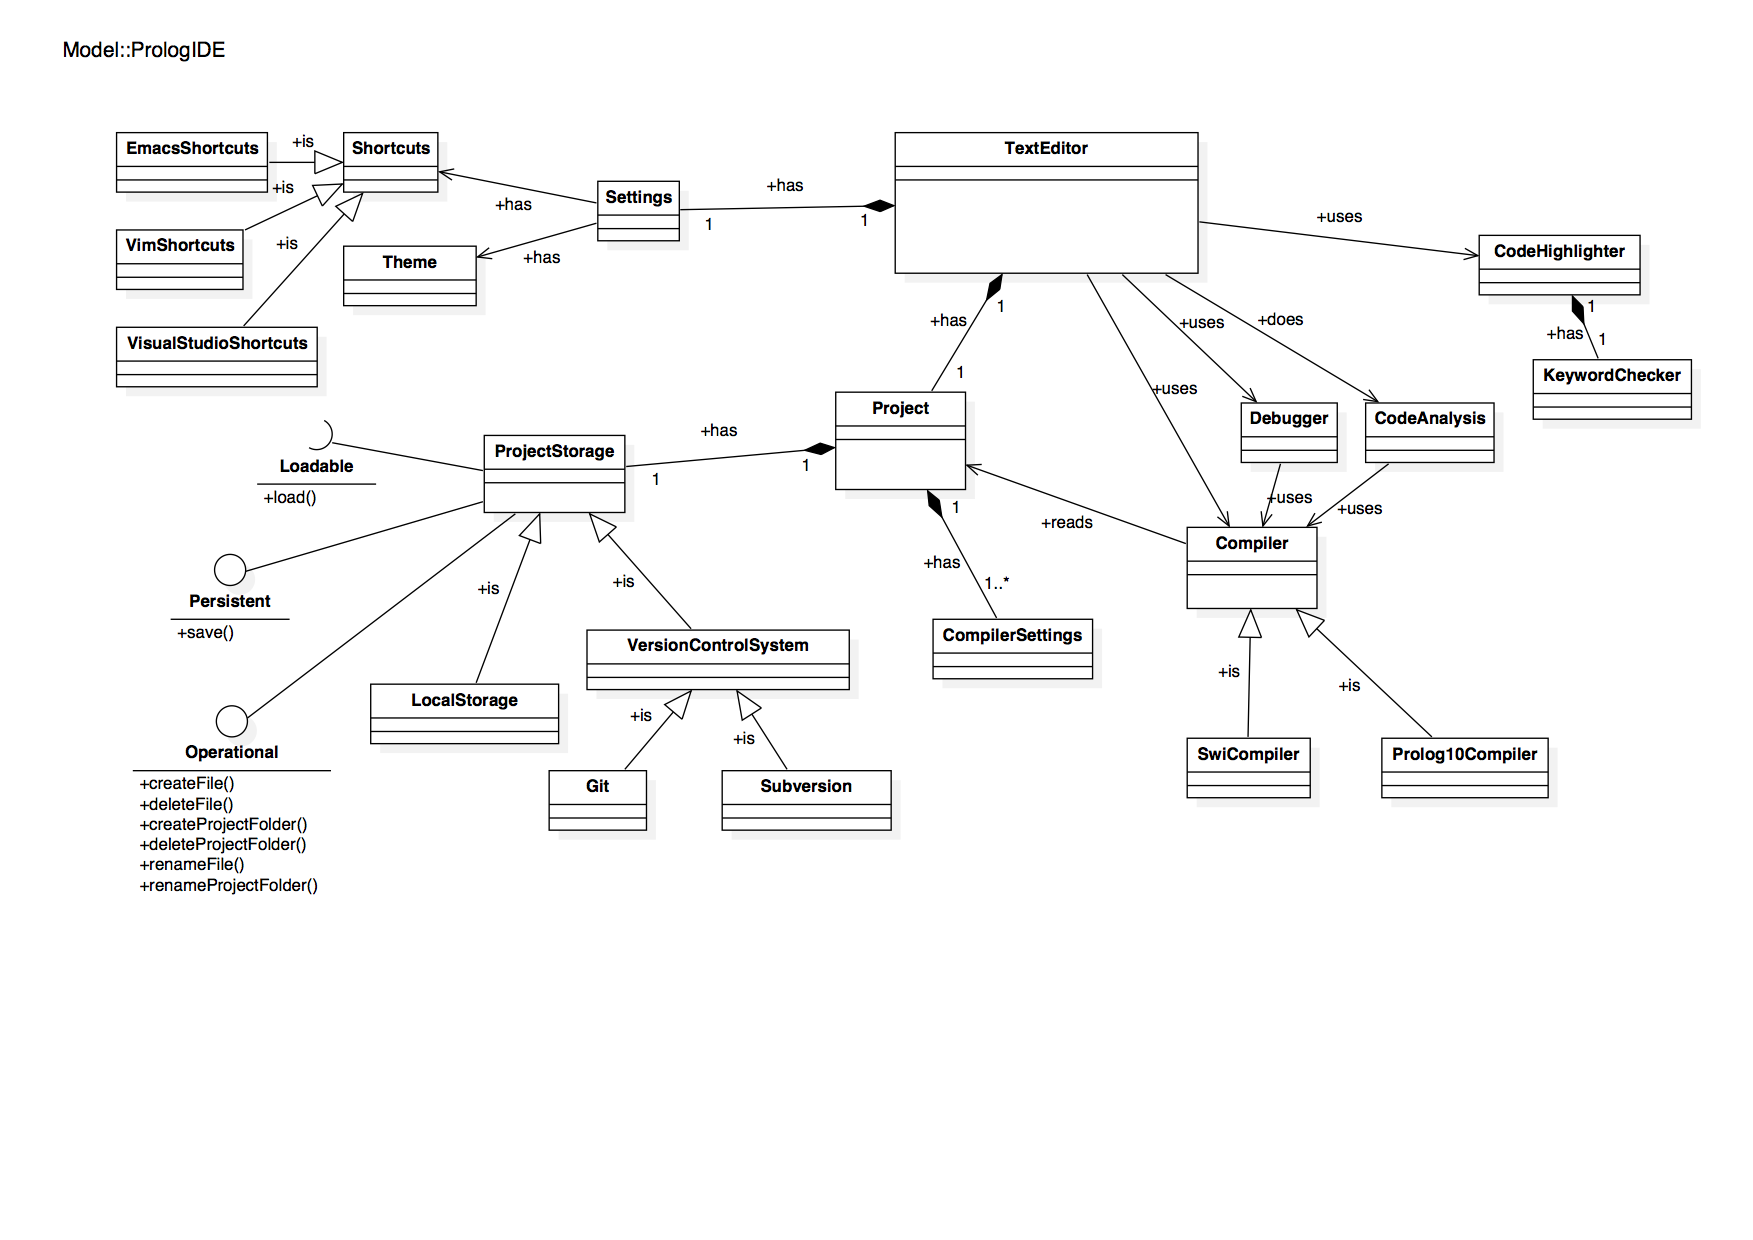 Model::PrologIDE
EmacsShortcuts
+is
Shortcuts
TextEditor
+is
+has
Settings
+has
1
1
+uses
VimShortcuts
+is
Theme
+has
CodeHighlighter
1
+has
1
KeywordChecker
VisualStudioShortcuts
+has
1
1
+uses
+does
+uses
Project
Debugger
CodeAnalysis
Loadable
+load()
ProjectStorage
+has
1
1
1
+has
1..*
+reads
+uses
+uses
Compiler
Persistent
+save()
+is
+is
VersionControlSystem
CompilerSettings
+is
+is
Operational
+createFile()
+deleteFile()
+createProjectFolder()
+deleteProjectFolder()
+renameFile()
+renameProjectFolder()
LocalStorage
+is
+is
Git
Subversion
SwiCompiler
Prolog10Compiler